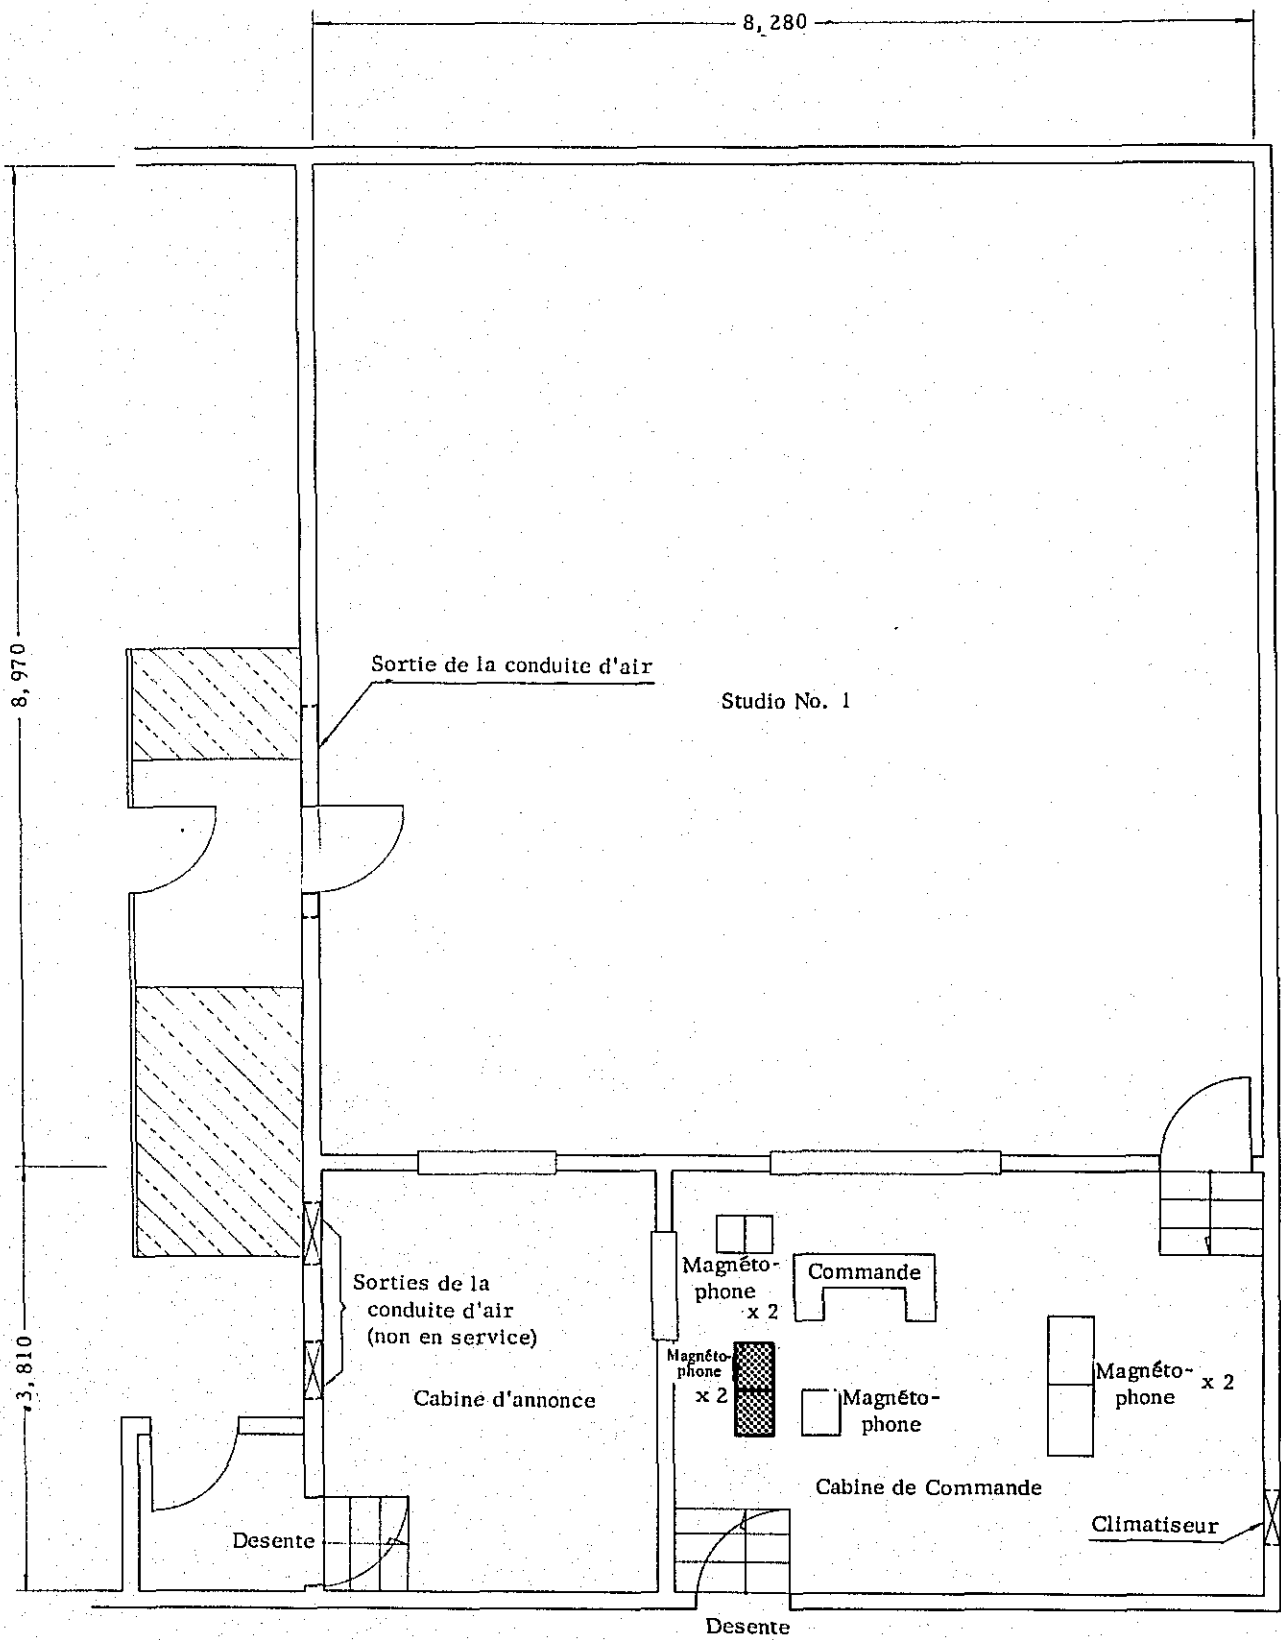 8,280
8,970
Sortie de la conduite d'air
Studio No. 1
3,810
Sorties de la
conduite d'air
(non en service)
Cabine d'annonce
Magnéto-
phone
x 2
Commande
Magnéto-
phone
x 2
Magnéto-
phone
Magnéto-
phone
x 2
Cabine de Commande
Climatiseur
Desente
Desente